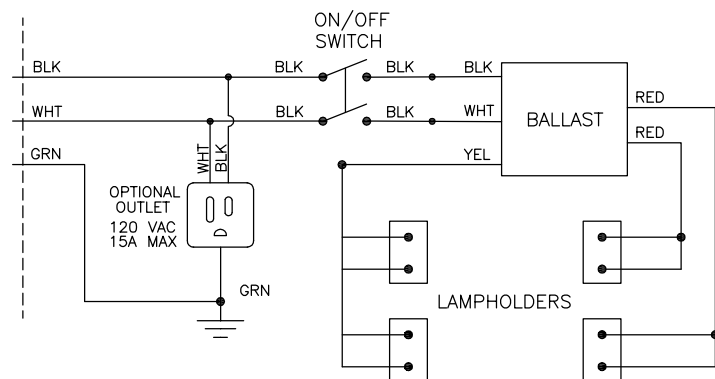 ON/OFF
SWITCH
BLK
BLK
BLK
BLK
WHT
BLK
BLK
WHT
BALLAST
RED
RED
GRN
WHT
BLK
YEL
OPTIONAL
OUTLET
120 VAC
15A MAX
GRN
LAMPHOLDERS